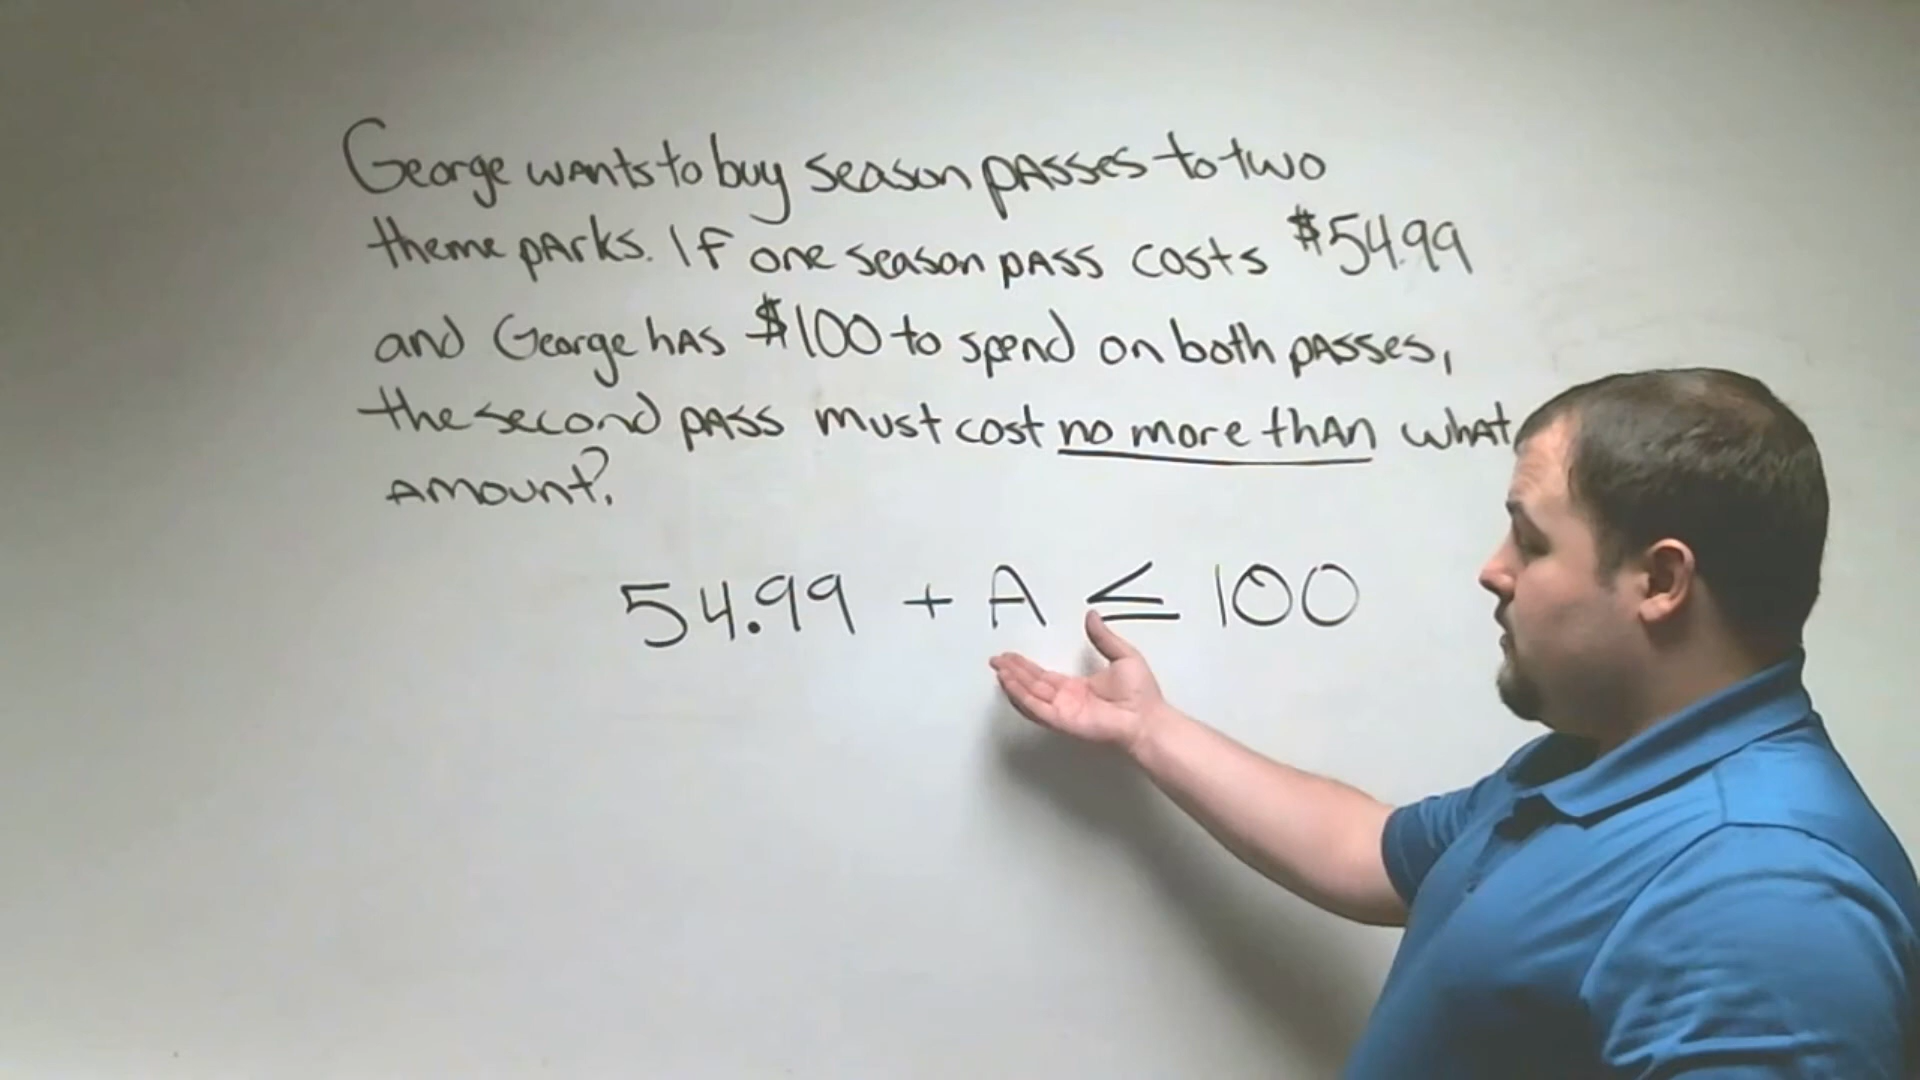 George wants to buy season passes to two
theme parks. If one season pass costs $54.99
and George has $100 to spend on both passes,
the second pass must cost no more than what
amount?
54.99 + A ≤ 100